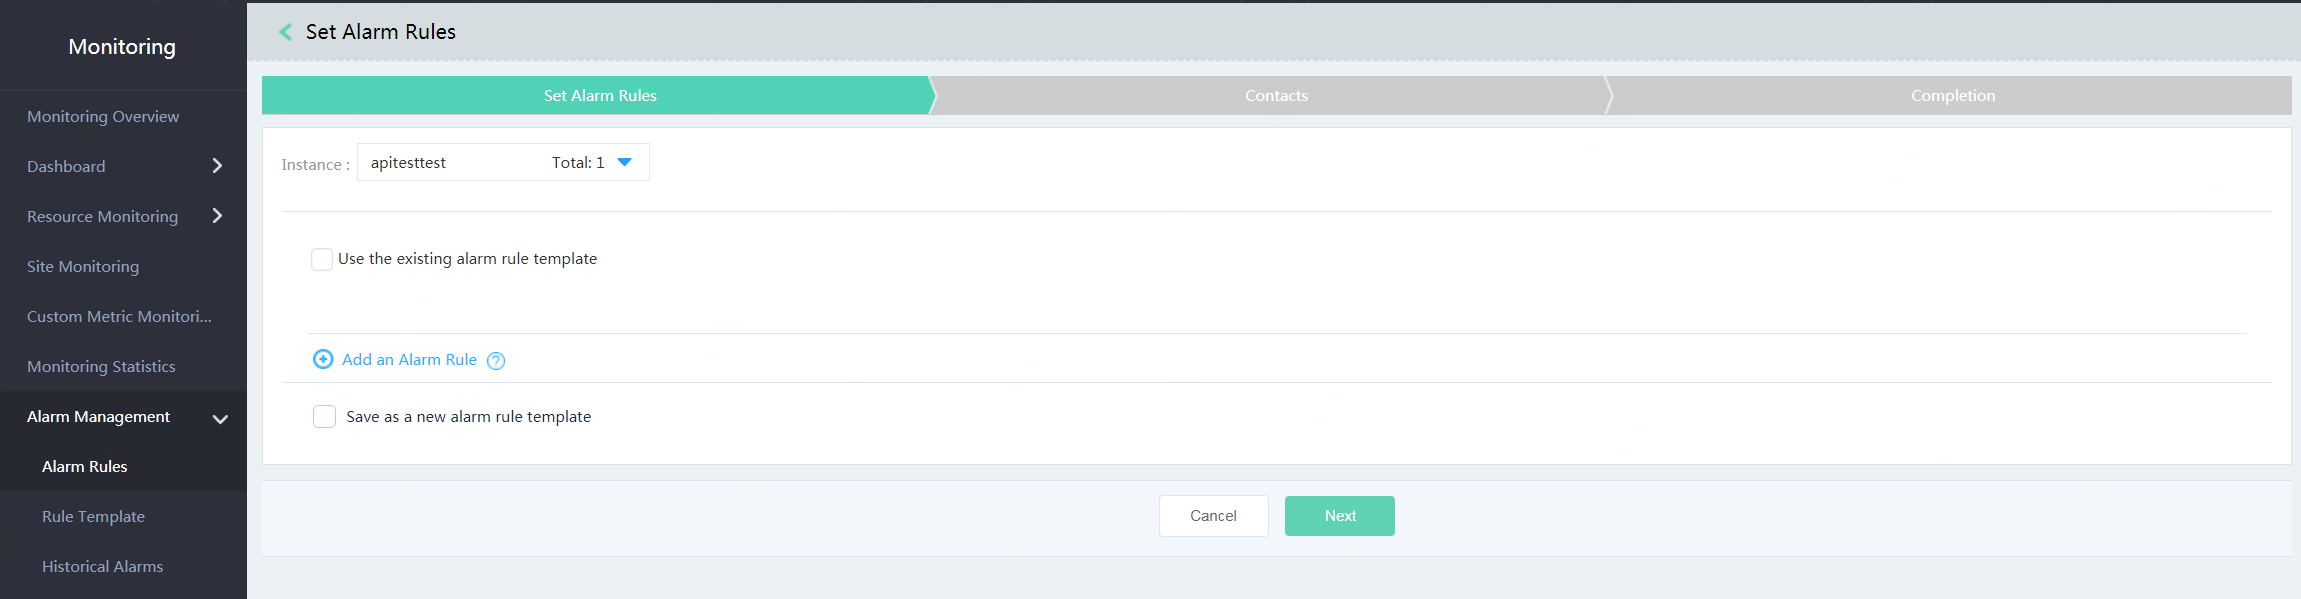 Monitoring
Monitoring Overview
Dashboard
Resource Monitoring
Site Monitoring
Custom Metric Monitori...
Monitoring Statistics
Alarm Management
Alarm Rules
Rule Template
Historical Alarms
Set Alarm Rules
Set Alarm Rules
Contacts
Completion
Instance : apitesttest Total: 1
Use the existing alarm rule template
Add an Alarm Rule ?
Save as a new alarm rule template
Cancel Next